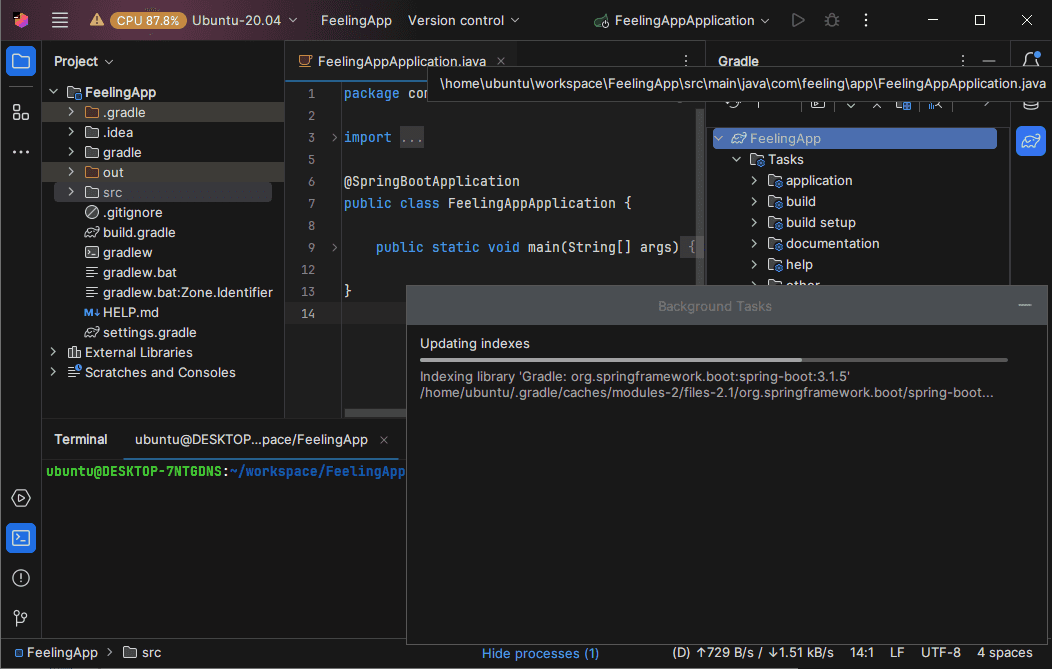 CPU 87.8% Ubuntu-20.04 FeelingApp Version control FeelingAppApplication
Project
FeelingApp
.gradle
.idea
gradle
out
src
.gitignore
build.gradle
gradlew
gradlew.bat
gradlew.bat:Zone.Identifier
HELP.md
settings.gradle
External Libraries
Scratches and Consoles
FeelingAppApplication.java
\home\ubuntu\workspace\FeelingApp\src\main\java\com\feeling\app\FeelingAppApplication.java
1 package com
2
3 import ...
5
6 @SpringBootApplication
7 public class FeelingAppApplication {
8
9 public static void main(String[] args) {
12
13 }
14
Gradle
FeelingApp
Tasks
application
build
build setup
documentation
help
other
Background Tasks
Updating indexes
Indexing library 'Gradle: org.springframework.boot:spring-boot:3.1.5'
/home/ubuntu/.gradle/caches/modules-2/files-2.1/org.springframework.boot/spring-boot...
Terminal ubuntu@DESKTOP...pace/FeelingApp
ubuntu@DESKTOP-7NTGDNS:~/workspace/FeelingApp
FeelingApp src Hide processes (1) (D) ↑729 B/s / ↓1.51 kB/s 14:1 LF UTF-8 4 spaces